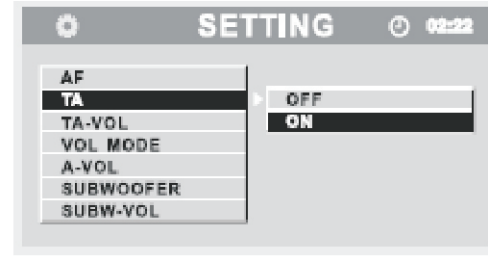 SETTING 02:22
AF
TA
OFF
TA-VOL
ON
VOL MODE
A-VOL
SUBWOOFER
SUBW-VOL